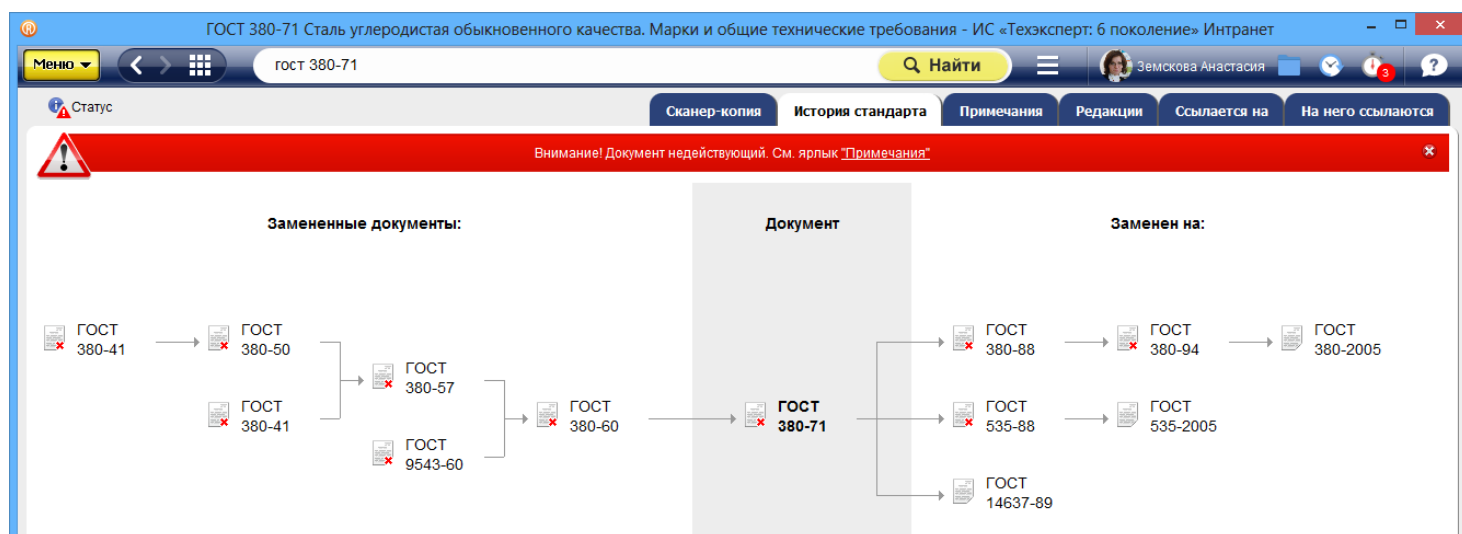 ГОСТ 380-71 Сталь углеродистая обыкновенного качества. Марки и общие технические требования - ИС «Техэксперт: 6 поколение» Интранет
Меню
гост 380-71
Найти
Земскова Анастасия
3
?
Статус
Сканер-копия
История стандарта
Примечания
Редакции
Ссылается на
На него ссылаются
Внимание! Документ недействующий. См. ярлык "Примечания"
Замененные документы:
Документ
Заменен на:
ГОСТ
380-41
ГОСТ
380-50
ГОСТ
380-41
ГОСТ
380-57
ГОСТ
9543-60
ГОСТ
380-60
ГОСТ
380-71
ГОСТ
380-88
ГОСТ
380-94
ГОСТ
380-2005
ГОСТ
535-88
ГОСТ
535-2005
ГОСТ
14637-89